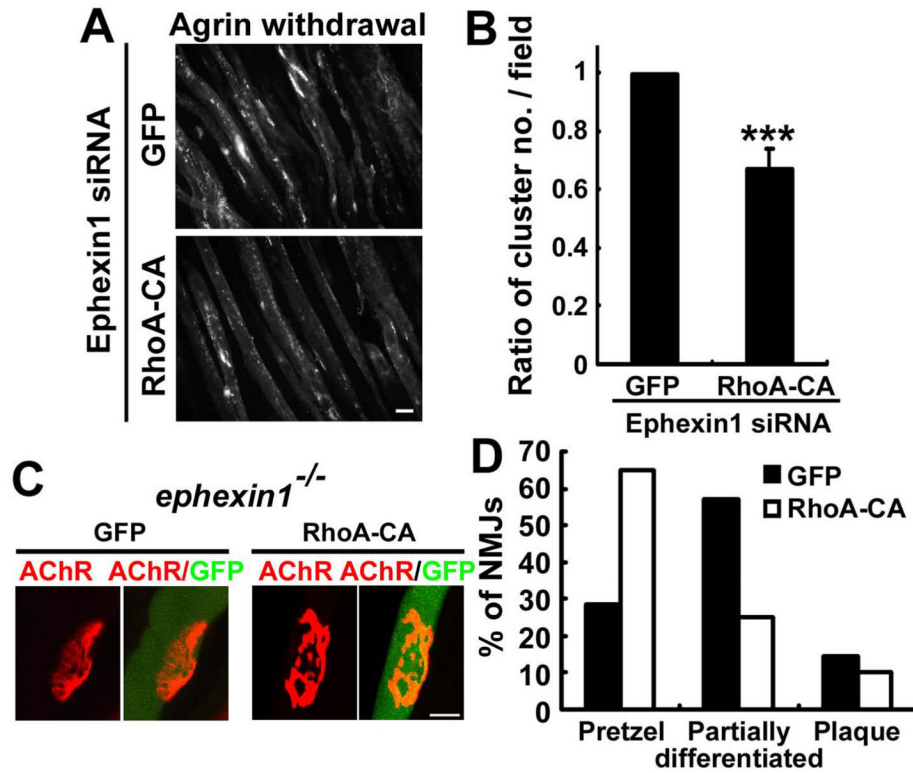 A
Agrin withdrawal
Ephexin1 siRNA
GFP
RhoA-CA
B
Ratio of cluster no. / field
1
0.8
0.6
0.4
0.2
0
***
GFP RhoA-CA
Ephexin1 siRNA
C
ephexin1-/-
GFP RhoA-CA
AChR AChR/GFP AChR AChR/GFP
D
% of NMJs
70
60
50
40
30
20
10
0
GFP
RhoA-CA
Pretzel Partially Plaque
differentiated